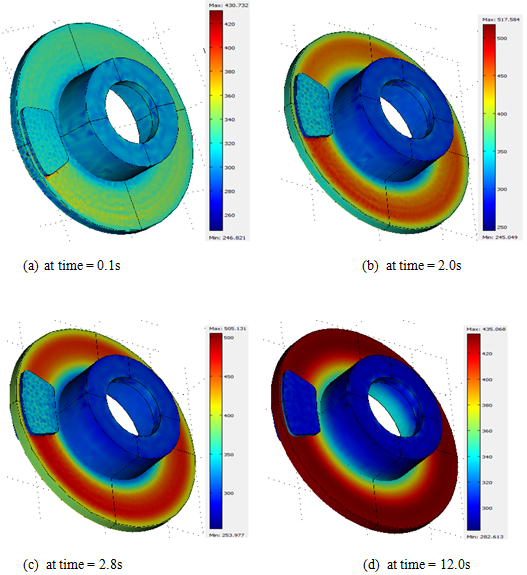 Max: 430.732
420
400
380
360
340
320
300
280
260
Min: 246.821
(a) at time = 0.1s
Max: 517.584
500
450
400
350
300
250
Min: 245.049
(b) at time = 2.0s
Max: 505.131
500
450
400
350
300
Min: 253.977
(c) at time = 2.8s
Max: 435.068
420
400
380
360
340
320
300
Min: 282.613
(d) at time = 12.0s